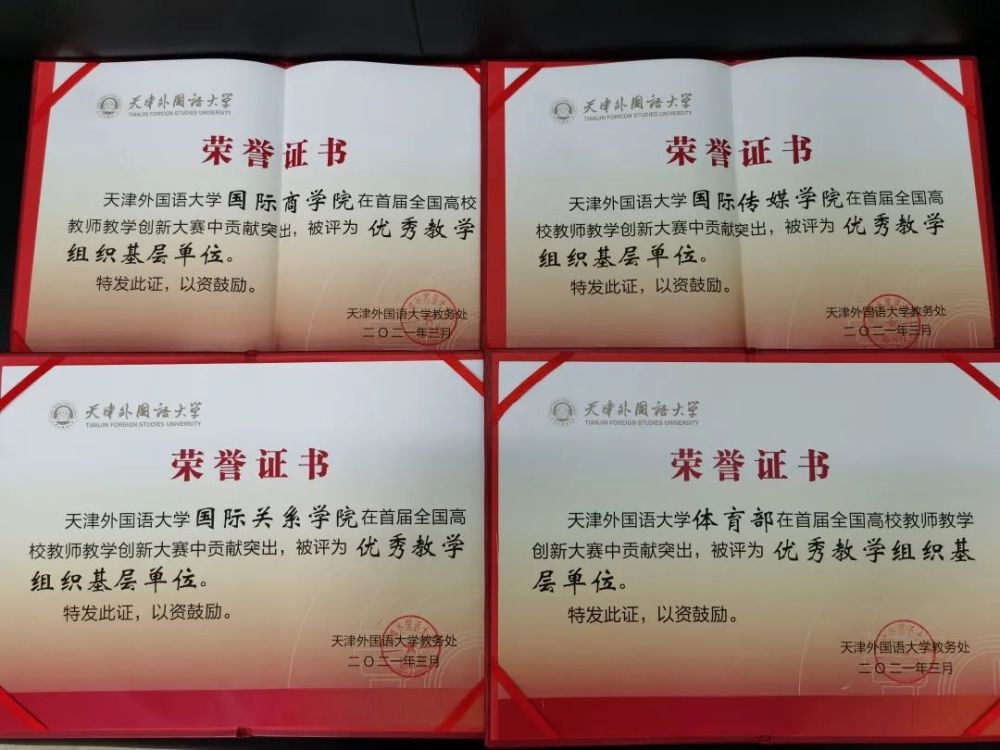 天津外国语大学
TIANJIN FOREIGN STUDIES UNIVERSITY
荣誉证书
天津外国语大学国际商学院在首届全国高校
教师教学创新大赛中贡献突出，被评为 优秀教学
组织基层单位。
特发此证，以资鼓励。
天津外国语大学教务处
二〇二一年三月
天津外国语大学
TIANJIN FOREIGN STUDIES UNIVERSITY
荣誉证书
天津外国语大学国际传媒学院在首届全国高
校教师教学创新大赛中贡献突出，被评为 优秀教学
组织基层单位。
特发此证，以资鼓励。
天津外国语大学教务处
二〇二一年三月
天津外国语大学
TIANJIN FOREIGN STUDIES UNIVERSITY
荣誉证书
天津外国语大学国际关系学院在首届全国高
校教师教学创新大赛中贡献突出，被评为 优秀教学
组织基层单位。
特发此证，以资鼓励。
天津外国语大学教务处
二〇二一年三月
天津外国语大学
TIANJIN FOREIGN STUDIES UNIVERSITY
荣誉证书
天津外国语大学体育部在首届全国高校教师教学
创新大赛中贡献突出，被评为 优秀教学组织基
层单位。
特发此证，以资鼓励。
天津外国语大学教务处
二〇二一年三月